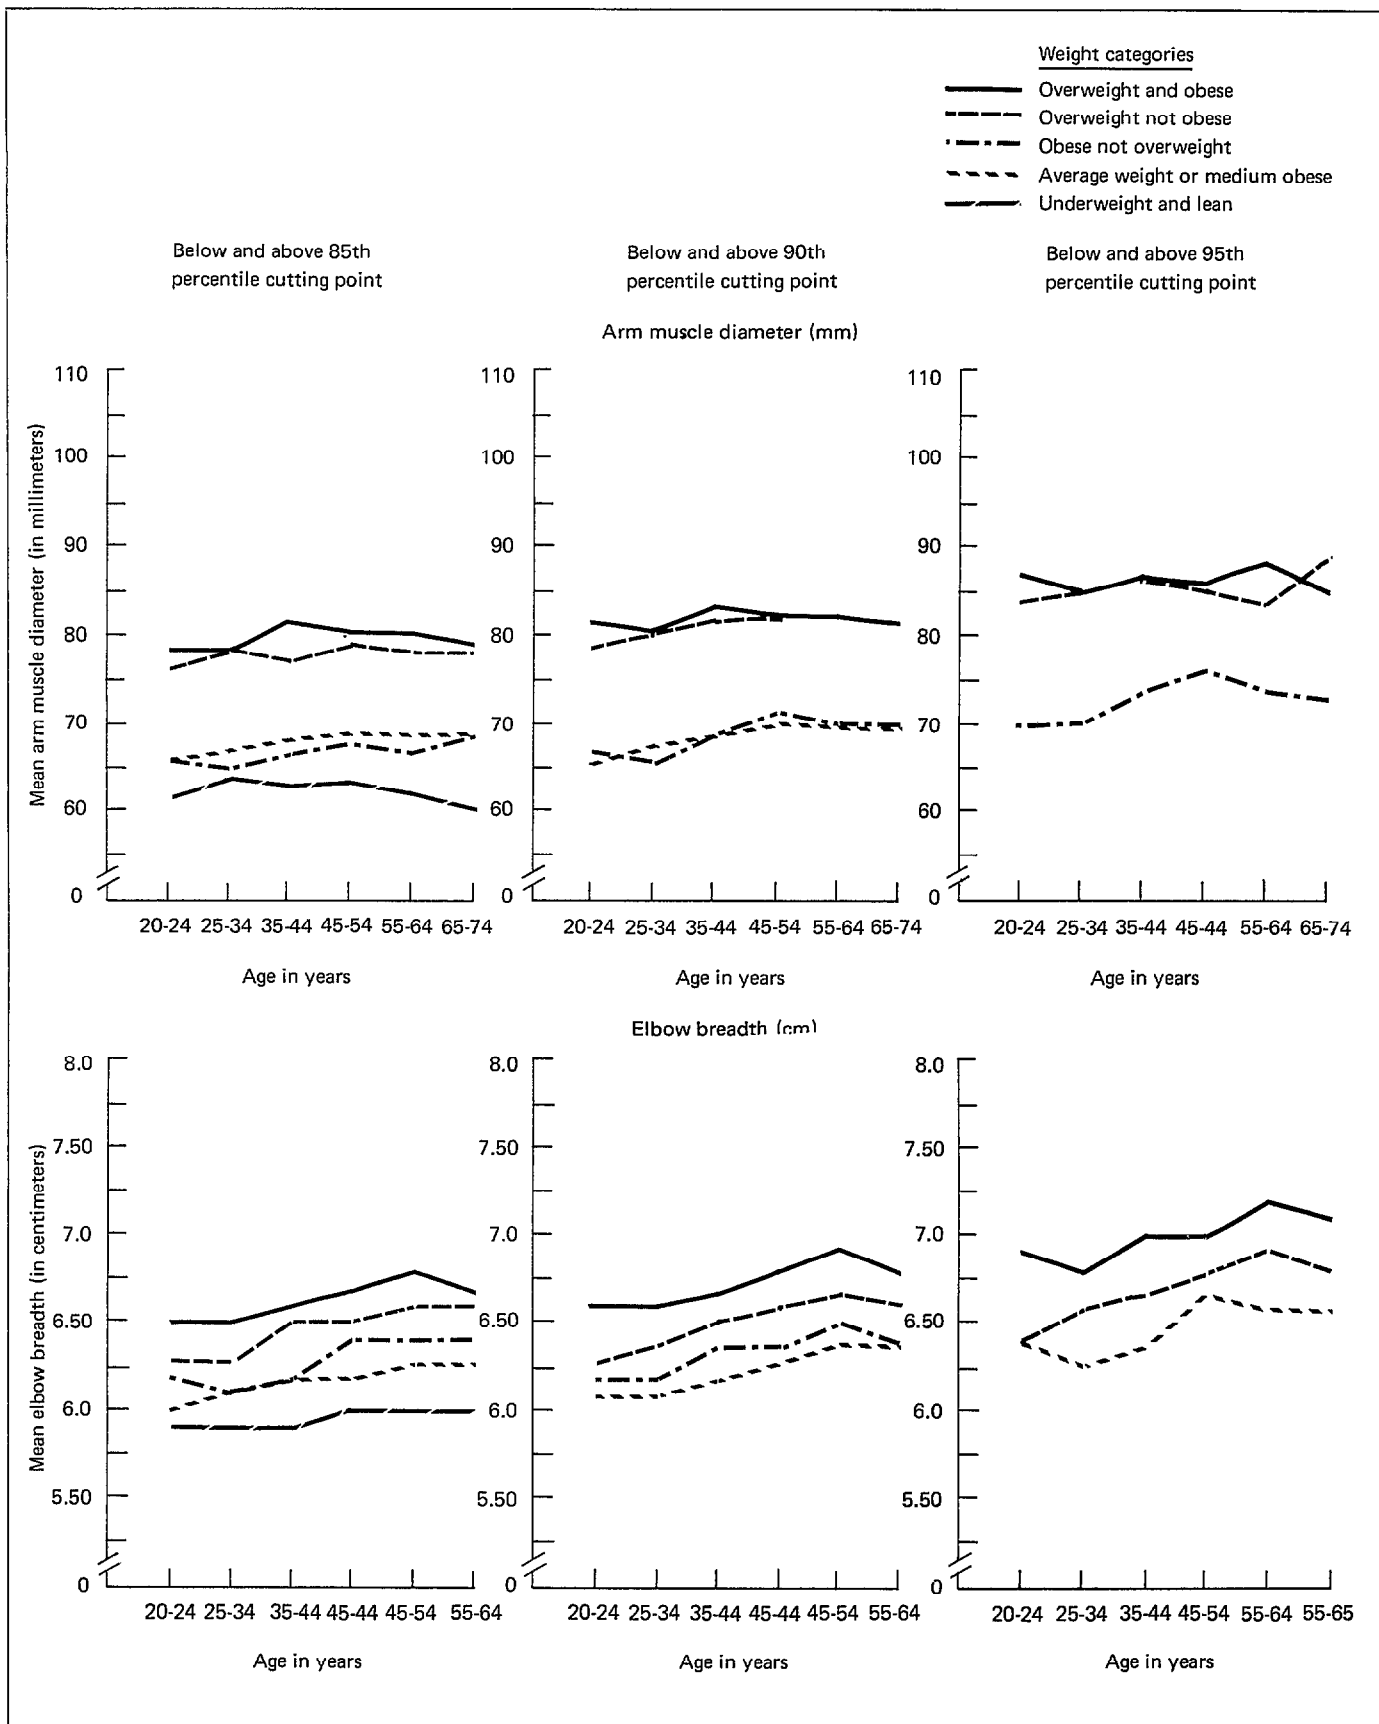 Weight categories
Overweight and obese
Overweight not obese
Obese not overweight
Average weight or medium obese
Underweight and lean
Below and above 85th
percentile cutting point
Below and above 90th
percentile cutting point
Below and above 95th
percentile cutting point
Arm muscle diameter (mm)
Mean arm muscle diameter (in millimeters)
110
100
90
80
70
60
0
20-24 25-34 35-44 45-54 55-64 65-74
Age in years
110
100
90
80
70
60
0
20-24 25-34 35-44 45-54 55-64 65-74
Age in years
110
100
90
80
70
60
0
20-24 25-34 35-44 45-44 55-64 65-74
Age in years
Elbow breadth (cm)
Mean elbow breadth (in centimeters)
8.0
7.50
7.0
6.50
6.0
5.50
0
20-24 25-34 35-44 45-44 45-54 55-64
Age in years
8.0
7.50
7.0
6.50
6.0
5.50
0
20-24 25-34 35-44 45-44 45-54 55-64
Age in years
8.0
7.50
7.0
6.50
6.0
5.50
0
20-24 25-34 35-44 45-54 55-64 55-65
Age in years